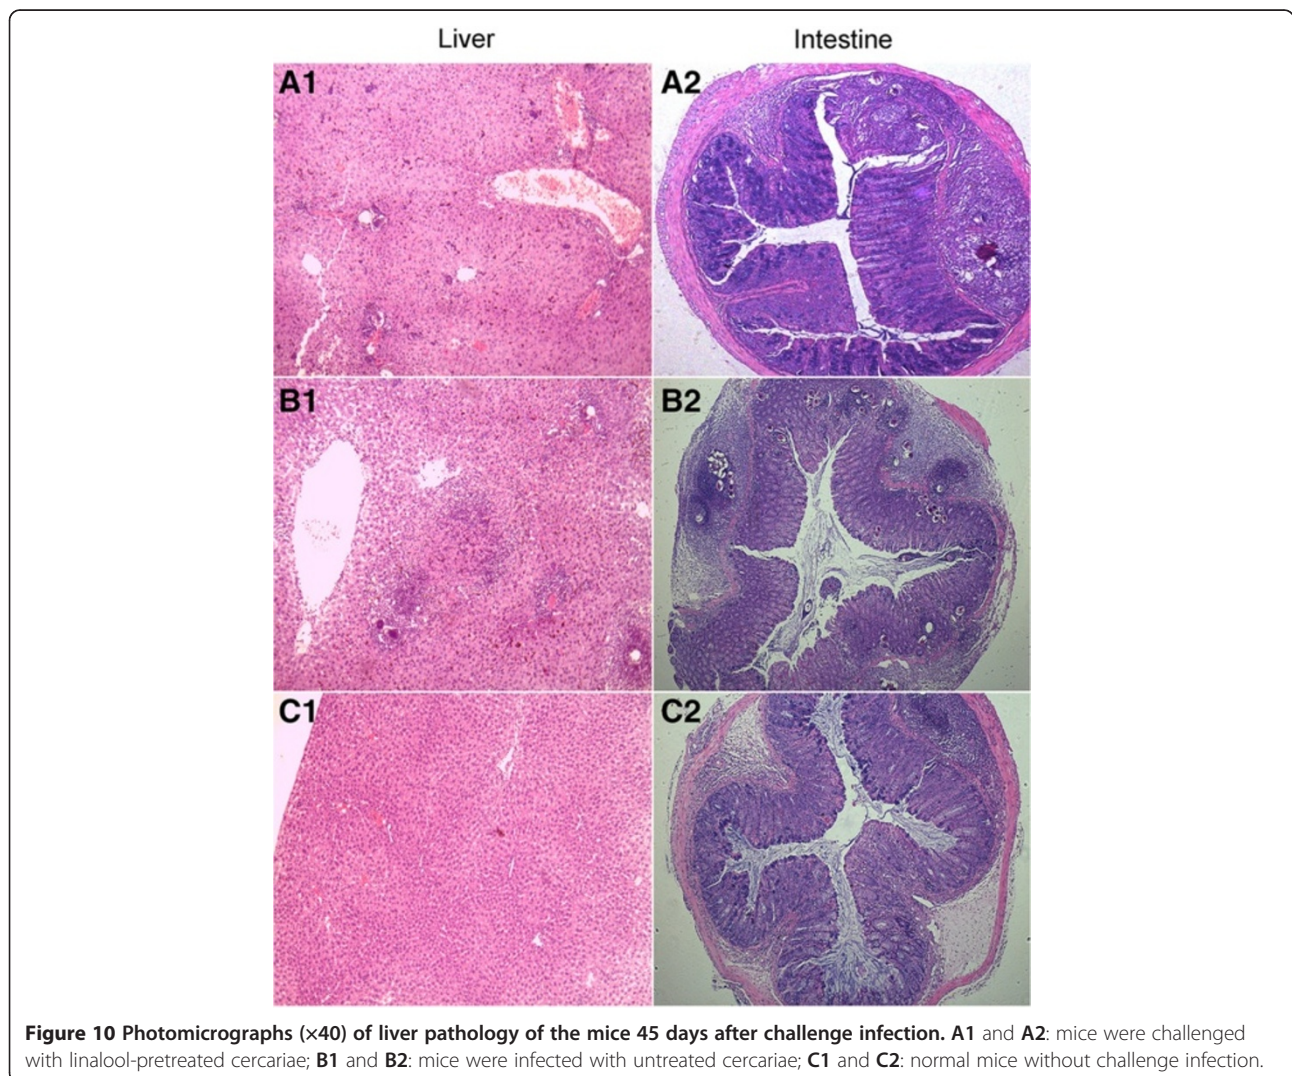 Liver Intestine
A1 A2
B1 B2
C1 C2
Figure 10 Photomicrographs (×40) of liver pathology of the mice 45 days after challenge infection. A1 and A2: mice were challenged
with linalool-pretreated cercariae; B1 and B2: mice were infected with untreated cercariae; C1 and C2: normal mice without challenge infection.